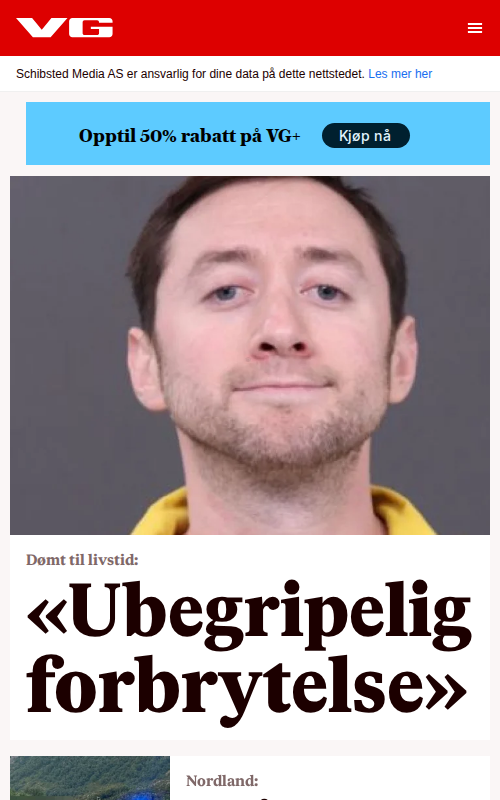 VG
Schibsted Media AS er ansvarlig for dine data på dette nettstedet. Les mer her
Opptil 50% rabatt på VG+
Kjøp nå
Dømt til livstid:
«Ubegripelig
forbrytelse»
Nordland: